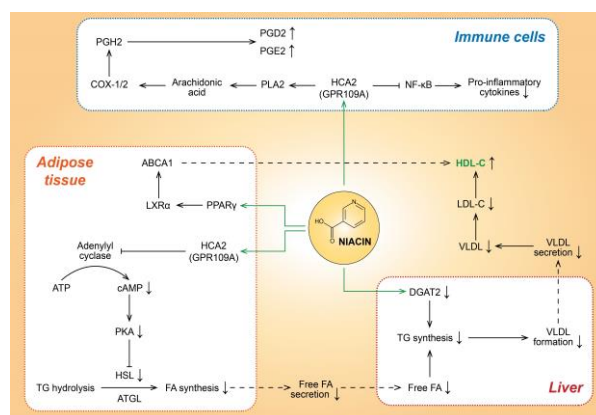 Immune cells
PGH2
PGD2 ↑
PGE2 ↑
COX-1/2
Arachidonic
acid
PLA2
HCA2
(GPR109A)
NF-κB
Pro-inflammatory
cytokines ↓
Adipose
tissue
ABCA1
HDL-C ↑
LXRα
PPARγ
LDL-C ↓
HO
O
N
NIACIN
Adenylyl
cyclase
HCA2
(GPR109A)
VLDL ↓
VLDL
secretion ↓
ATP
cAMP ↓
DGAT2 ↓
PKA ↓
TG synthesis ↓
VLDL
formation ↓
HSL ↓
TG hydrolysis
ATGL
FA synthesis ↓
Free FA
secretion ↓
Free FA ↓
Liver